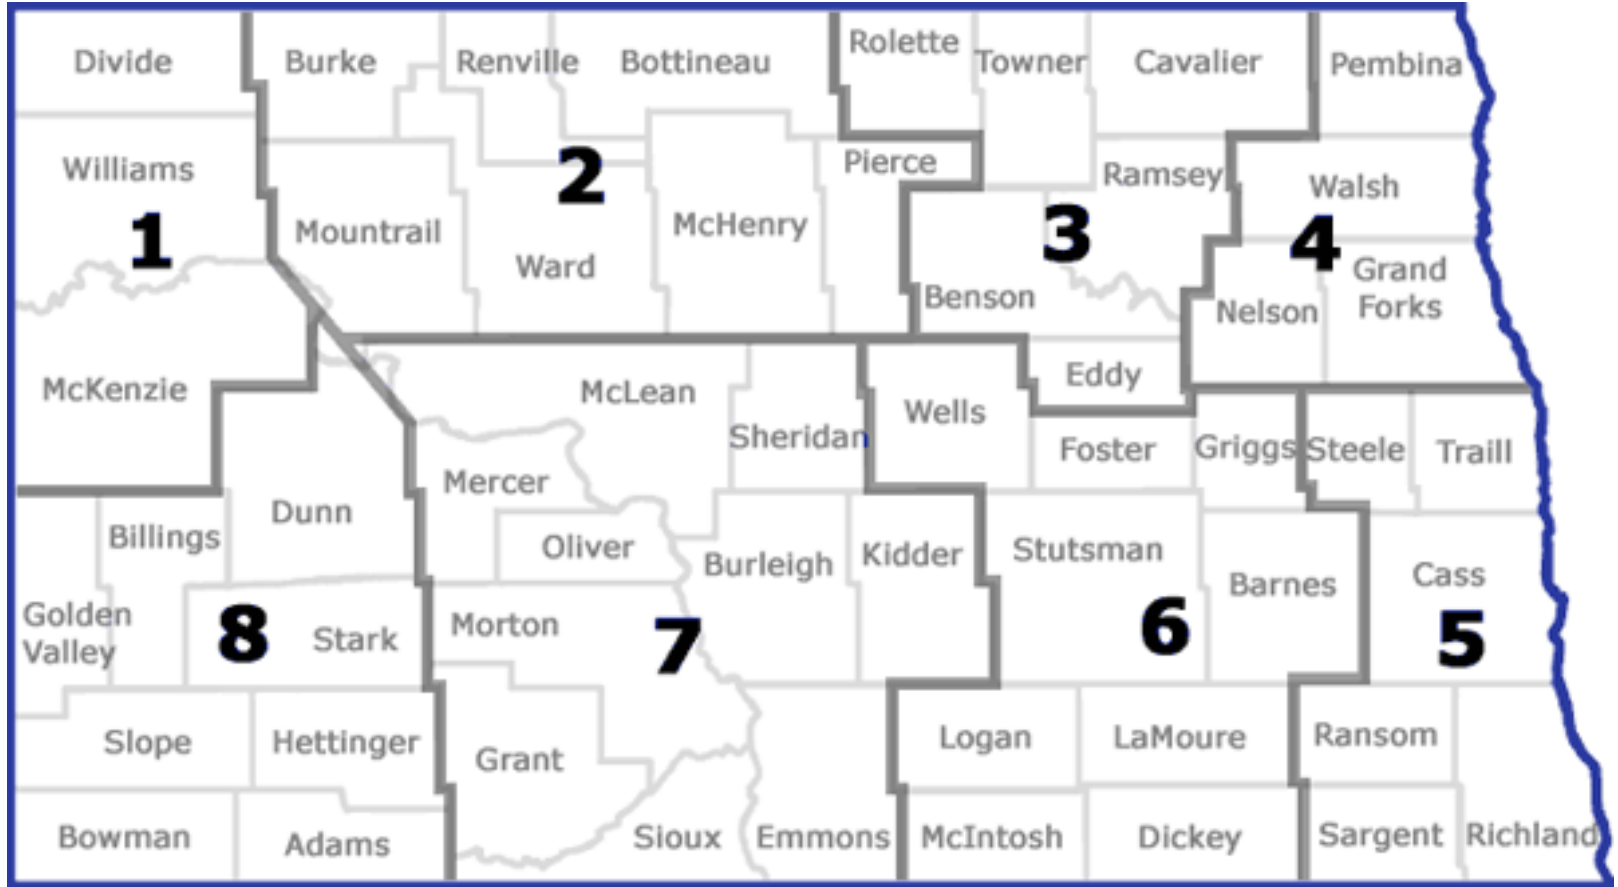 Divide
Burke
Renville
Bottineau
Rolette
Towner
Cavalier
Pembina
Williams
1
Mountrail
2
Ward
McHenry
Pierce
Ramsey
3
Benson
Walsh
4
Grand
Forks
Nelson
McKenzie
McLean
Sheridan
Wells
Eddy
Foster
Griggs
Steele
Traill
Mercer
Dunn
Billings
Oliver
Burleigh
Kidder
Stutsman
Barnes
Cass
5
6
Golden
Valley
8
Stark
Morton
7
Slope
Hettinger
Grant
Logan
LaMoure
Ransom
Bowman
Adams
Sioux
Emmons
McIntosh
Dickey
Sargent
Richland